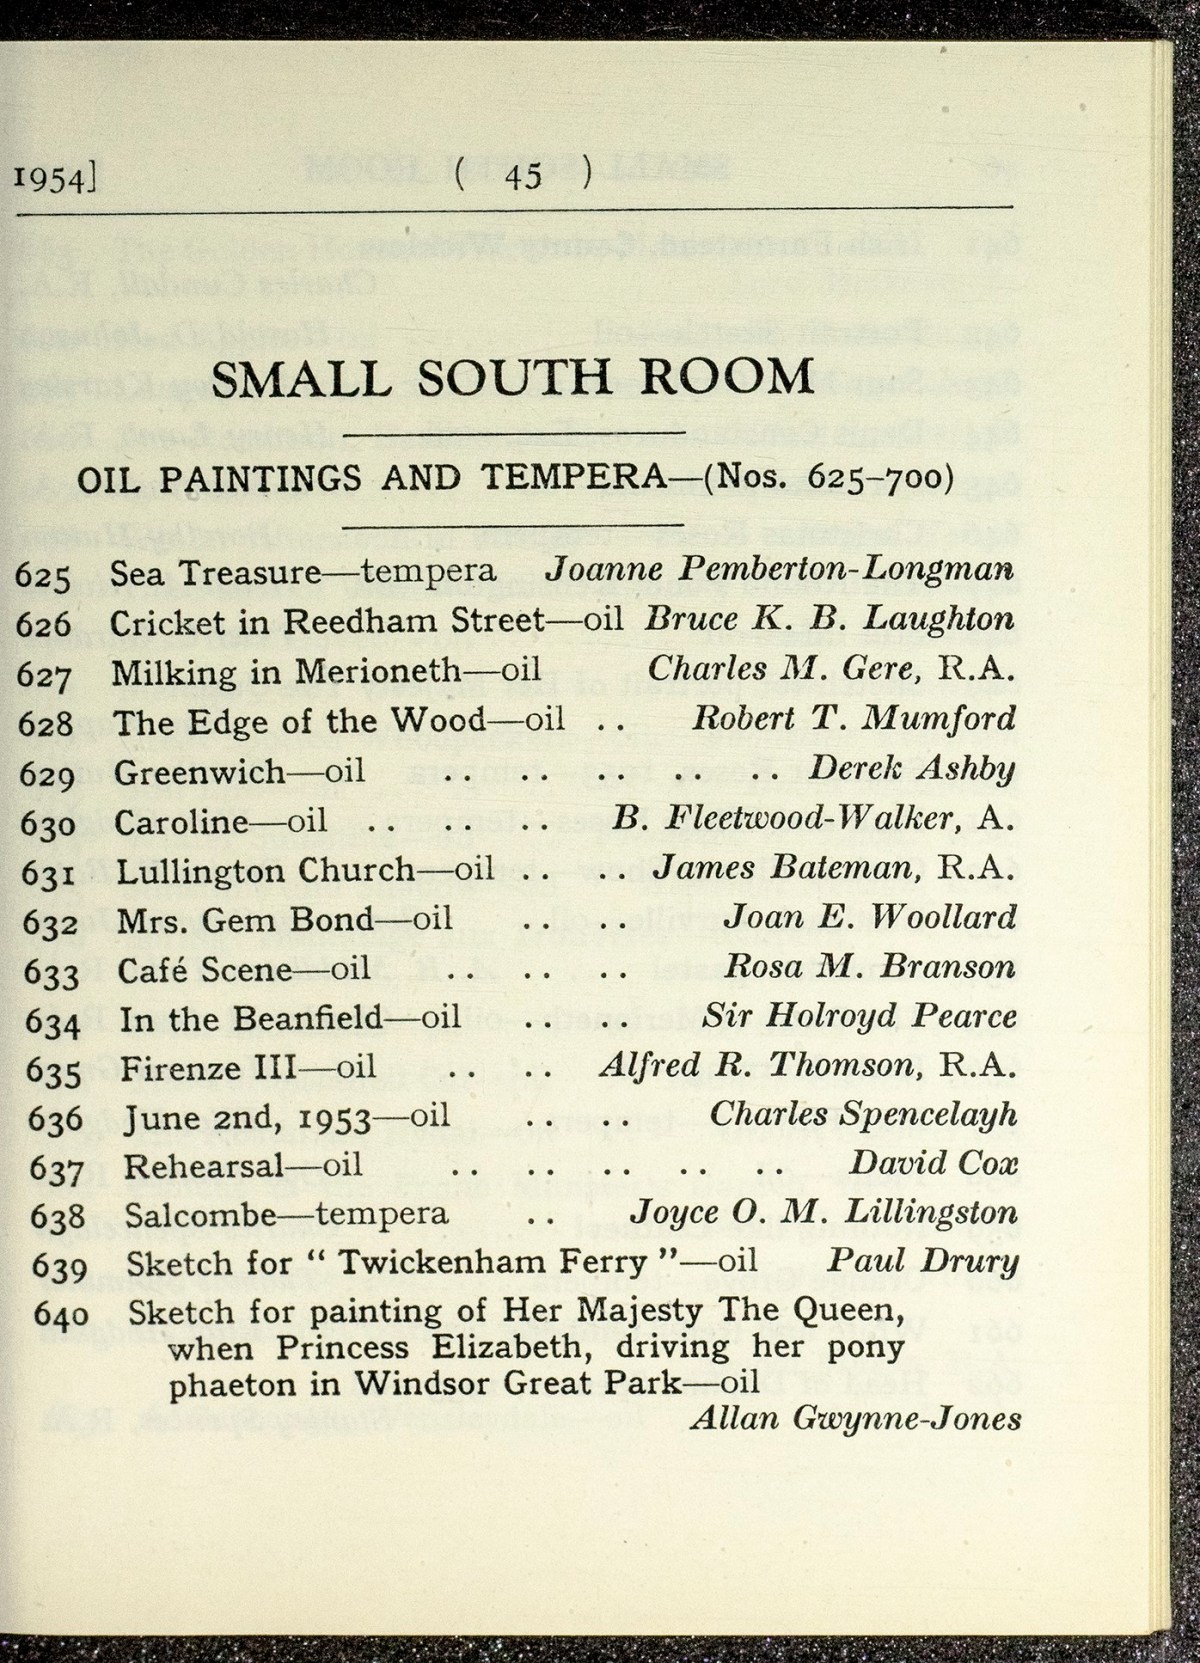 1954] ( 45 )
SMALL SOUTH ROOM
OIL PAINTINGS AND TEMPERA—(Nos. 625–700)
625 Sea Treasure—tempera Joanne Pemberton-Longman
626 Cricket in Reedham Street—oil Bruce K. B. Laughton
627 Milking in Merioneth—oil Charles M. Gere, R.A.
628 The Edge of the Wood—oil .. Robert T. Mumford
629 Greenwich—oil .. .. .. .. .. Derek Ashby
630 Caroline—oil .. .. .. B. Fleetwood-Walker, A.
631 Lullington Church—oil .. .. James Bateman, R.A.
632 Mrs. Gem Bond—oil .. .. Joan E. Woollard
633 Café Scene—oil .. .. .. Rosa M. Branson
634 In the Beanfield—oil .. .. Sir Holroyd Pearce
635 Firenze III—oil .. .. Alfred R. Thomson, R.A.
636 June 2nd, 1953—oil .. .. Charles Spencelayh
637 Rehearsal—oil .. .. .. .. .. David Cox
638 Salcombe—tempera .. Joyce O. M. Lillingston
639 Sketch for “ Twickenham Ferry ”—oil Paul Drury
640 Sketch for painting of Her Majesty The Queen,
when Princess Elizabeth, driving her pony
phaeton in Windsor Great Park—oil
Allan Gwynne-Jones